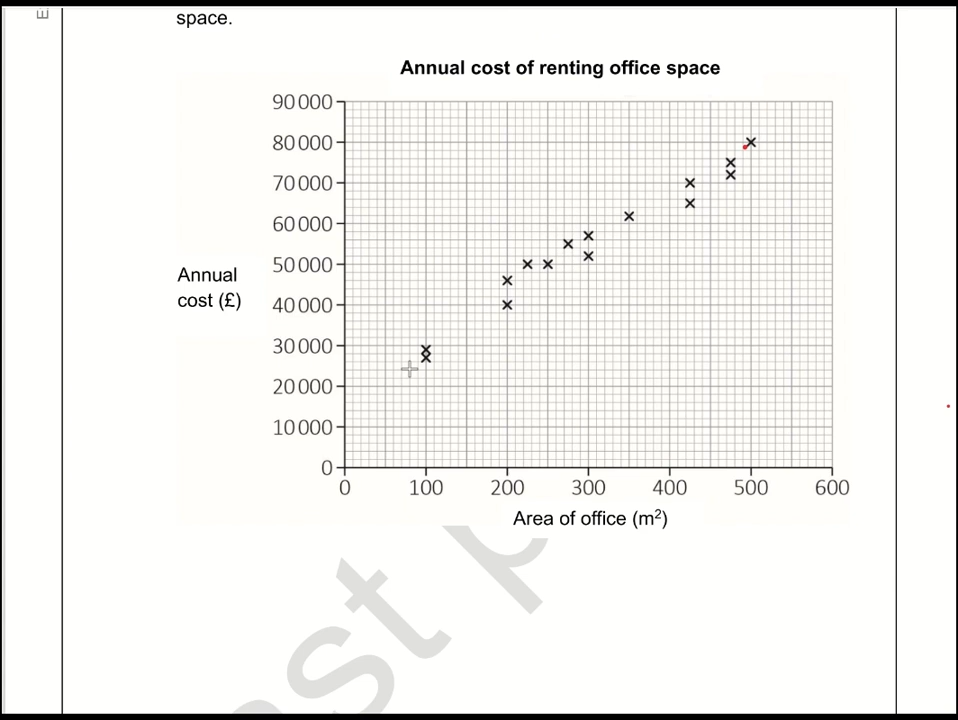 space.
Annual cost of renting office space
90 000
80 000
70 000
60 000
50 000
Annual
cost (£)
40 000
30 000
20 000
10 000
0
0 100 200 300 400 500 600
Area of office (m²)
st p